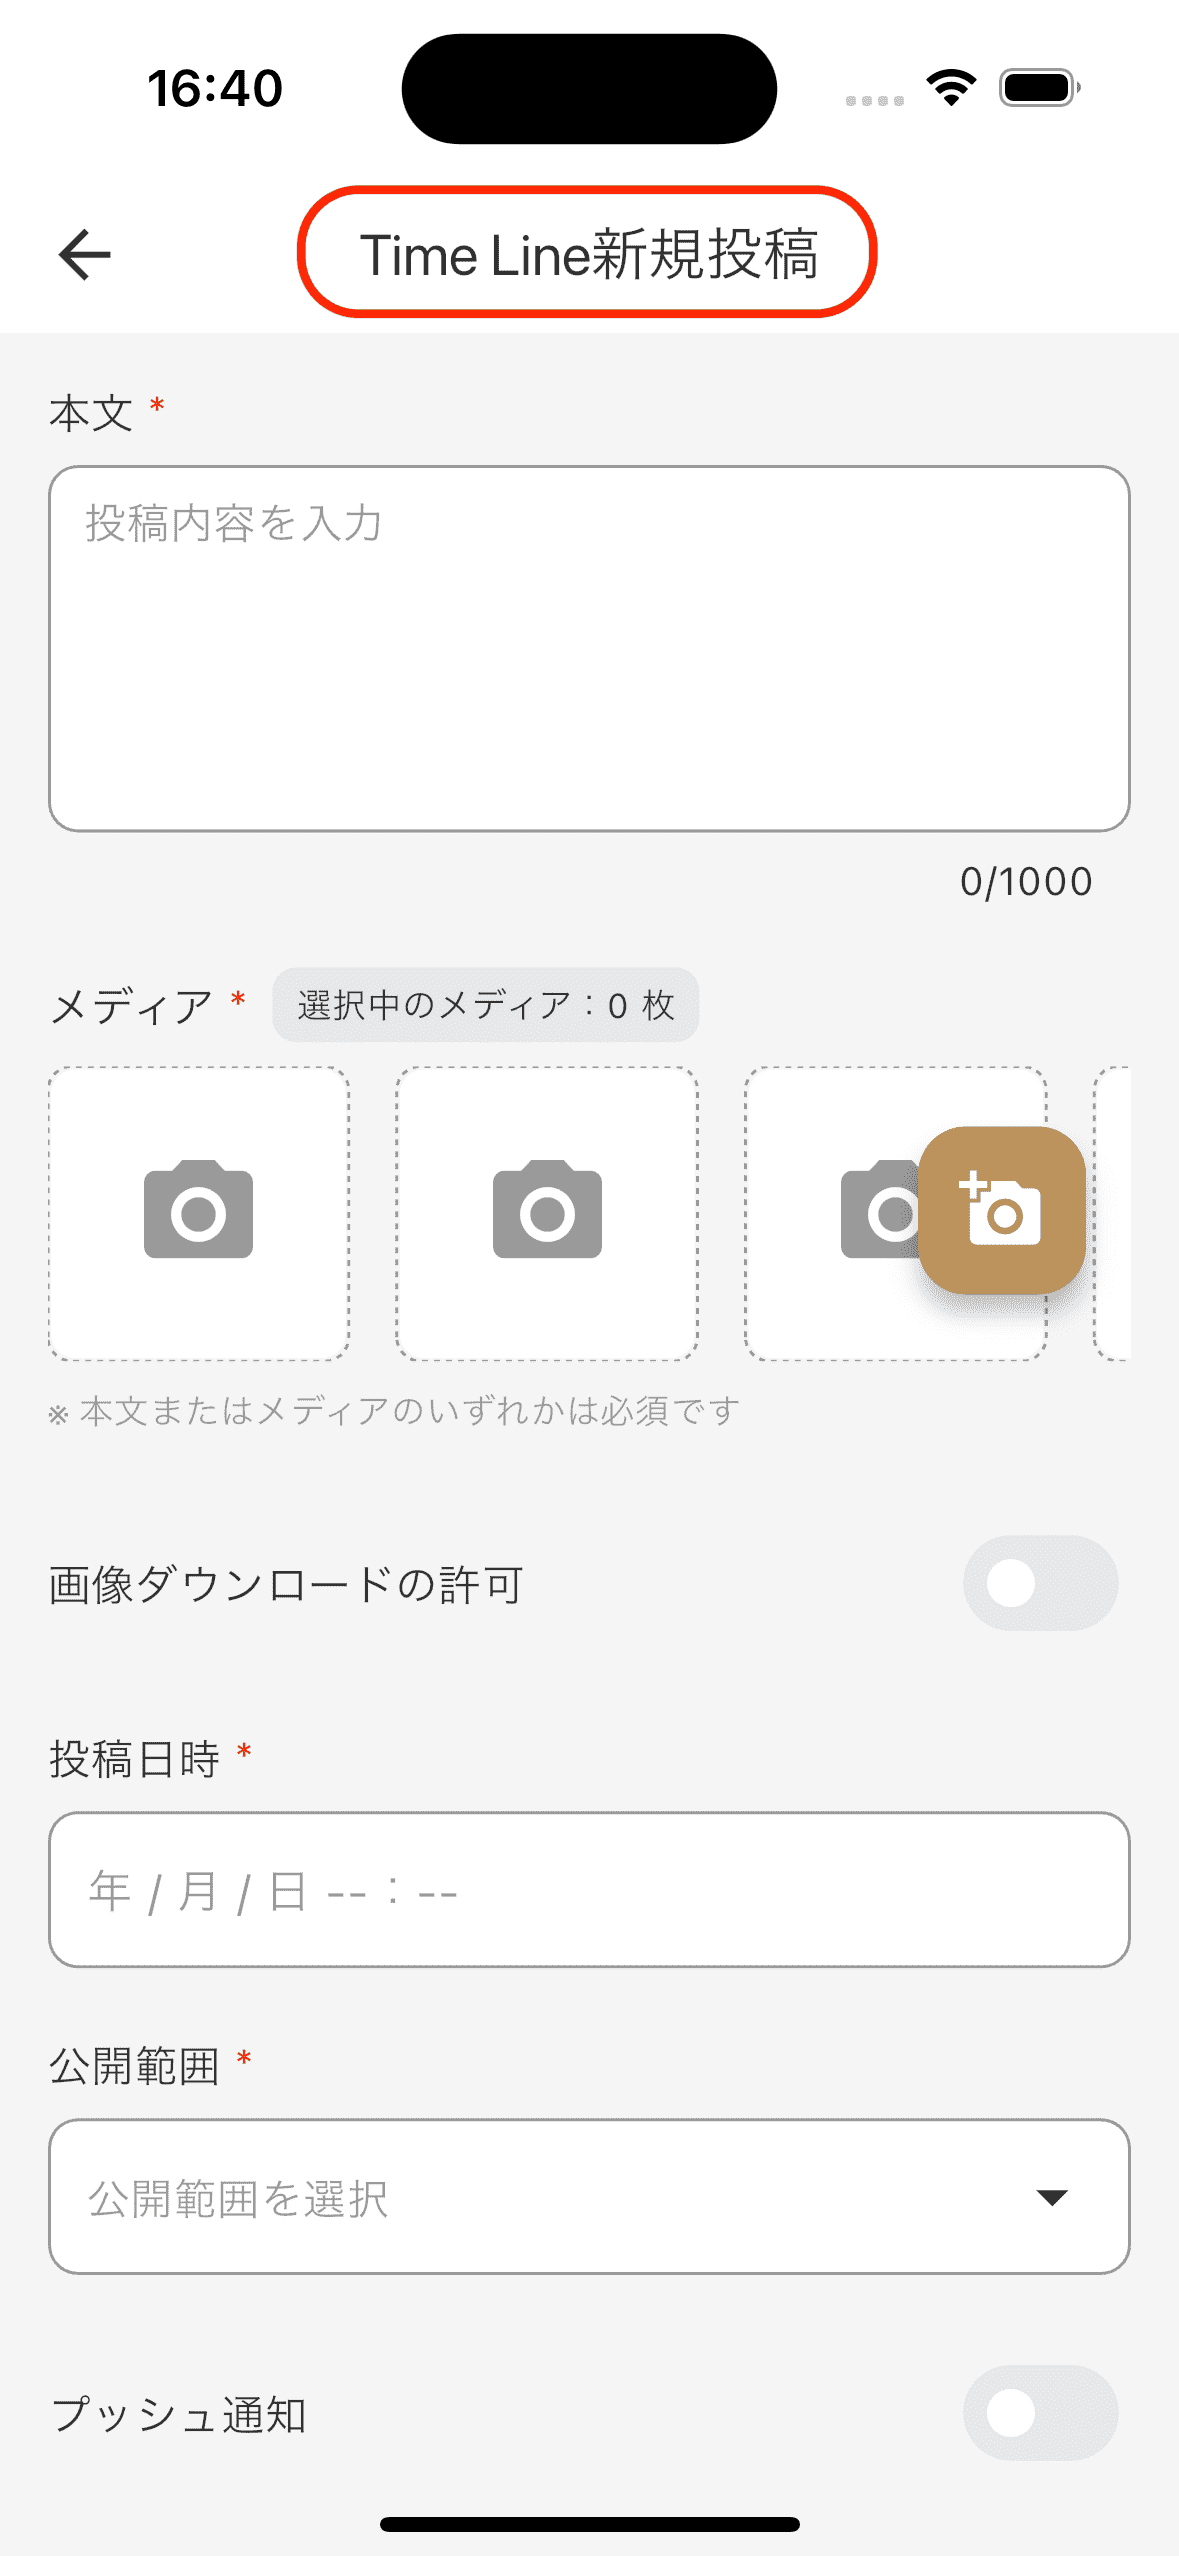 16:40
Time Line新規投稿
本文 *
投稿内容を入力
0/1000
メディア * 選択中のメディア：0 枚
※ 本文またはメディアのいずれかは必須です
画像ダウンロードの許可
投稿日時 *
年 / 月 / 日 -- : --
公開範囲 *
公開範囲を選択
プッシュ通知